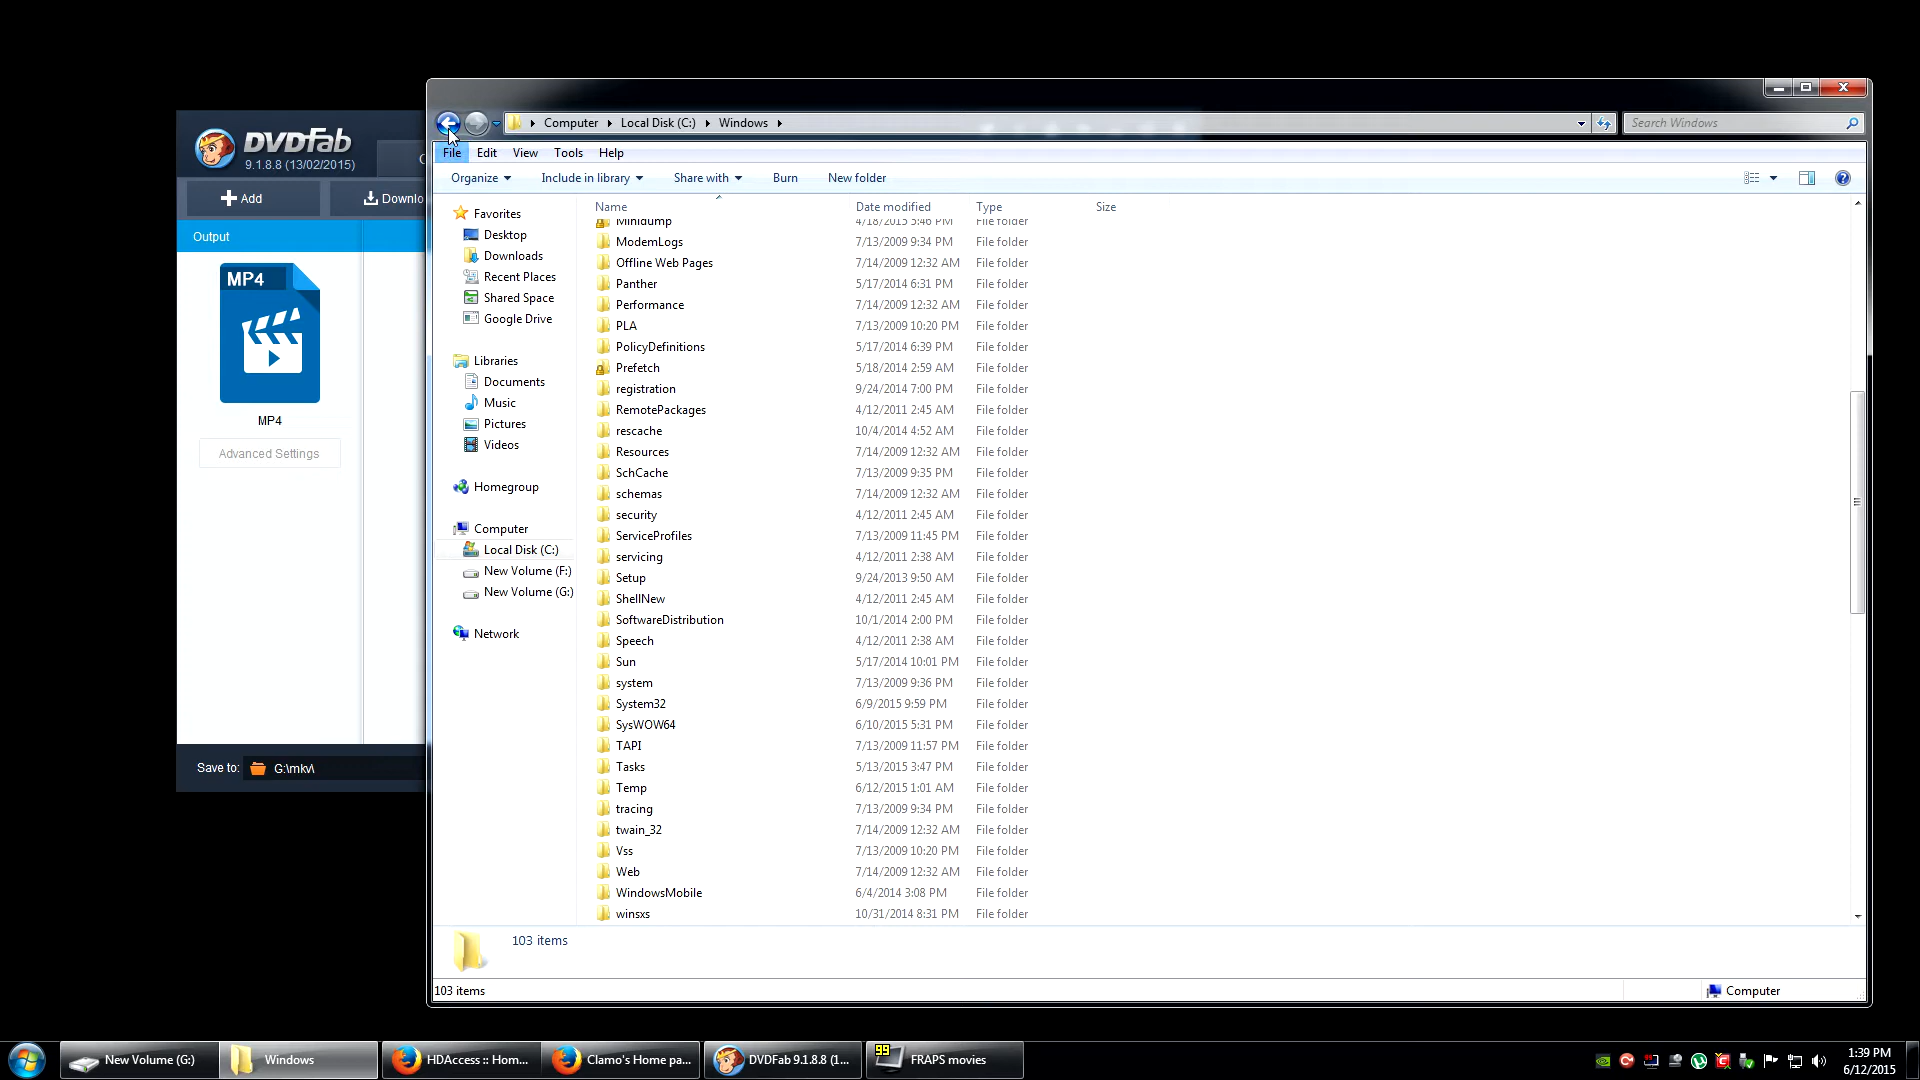 DVDFab
9.1.8.8 (13/02/2015)
Add
Downlo
Output
MP4
MP4
Advanced Settings
Save to: G:\mkv\
Computer Local Disk (C:) Windows
Search Windows
File Edit View Tools Help
Organize Include in library Share with Burn New folder
Favorites
Desktop
Downloads
Recent Places
Shared Space
Google Drive
Libraries
Documents
Music
Pictures
Videos
Homegroup
Computer
Local Disk (C:)
New Volume (F:)
New Volume (G:)
Network
Name Date modified Type Size
Minidump 4/18/2015 5:46 PM File folder
ModemLogs 7/13/2009 9:34 PM File folder
Offline Web Pages 7/14/2009 12:32 AM File folder
Panther 5/17/2014 6:31 PM File folder
Performance 7/14/2009 12:32 AM File folder
PLA 7/13/2009 10:20 PM File folder
PolicyDefinitions 5/17/2014 6:39 PM File folder
Prefetch 5/18/2014 2:59 AM File folder
registration 9/24/2014 7:00 PM File folder
RemotePackages 4/12/2011 2:45 AM File folder
rescache 10/4/2014 4:52 AM File folder
Resources 7/14/2009 12:32 AM File folder
SchCache 7/13/2009 9:35 PM File folder
schemas 7/14/2009 12:32 AM File folder
security 4/12/2011 2:45 AM File folder
ServiceProfiles 7/13/2009 11:45 PM File folder
servicing 4/12/2011 2:38 AM File folder
Setup 9/24/2013 9:50 AM File folder
ShellNew 4/12/2011 2:45 AM File folder
SoftwareDistribution 10/1/2014 2:00 PM File folder
Speech 4/12/2011 2:38 AM File folder
Sun 5/17/2014 10:01 PM File folder
system 7/13/2009 9:36 PM File folder
System32 6/9/2015 9:59 PM File folder
SysWOW64 6/10/2015 5:31 PM File folder
TAPI 7/13/2009 11:57 PM File folder
Tasks 5/13/2015 3:47 PM File folder
Temp 6/12/2015 1:01 AM File folder
tracing 7/13/2009 9:34 PM File folder
twain_32 7/14/2009 12:32 AM File folder
Vss 7/13/2009 10:20 PM File folder
Web 7/14/2009 12:32 AM File folder
WindowsMobile 6/4/2014 3:08 PM File folder
winsxs 10/31/2014 8:31 PM File folder
103 items
103 items
Computer
New Volume (G:)
Windows
HDAccess :: Hom...
Clamo's Home pa...
DVDFab 9.1.8.8 (1...
99
FRAPS movies
1:39 PM
6/12/2015